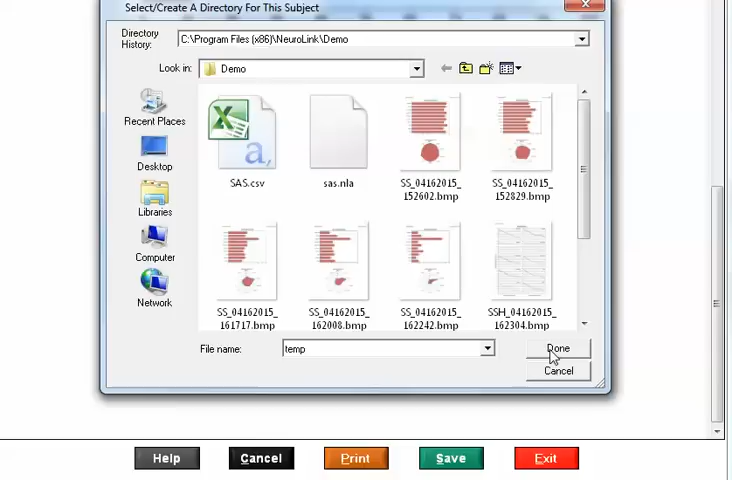 Select/Create A Directory For This Subject
Directory History: C:\Program Files (x86)\NeuroLink\Demo
Look in: Demo
Recent Places
Desktop
Libraries
Computer
Network
SAS.csv
sas.nla
SS_04162015_
152602.bmp
SS_04162015_
152829.bmp
SS_04162015_
161717.bmp
SS_04162015_
162008.bmp
SS_04162015_
162242.bmp
SSH_04162015_
162304.bmp
File name: temp
Done
Cancel
Help Cancel Print Save Exit